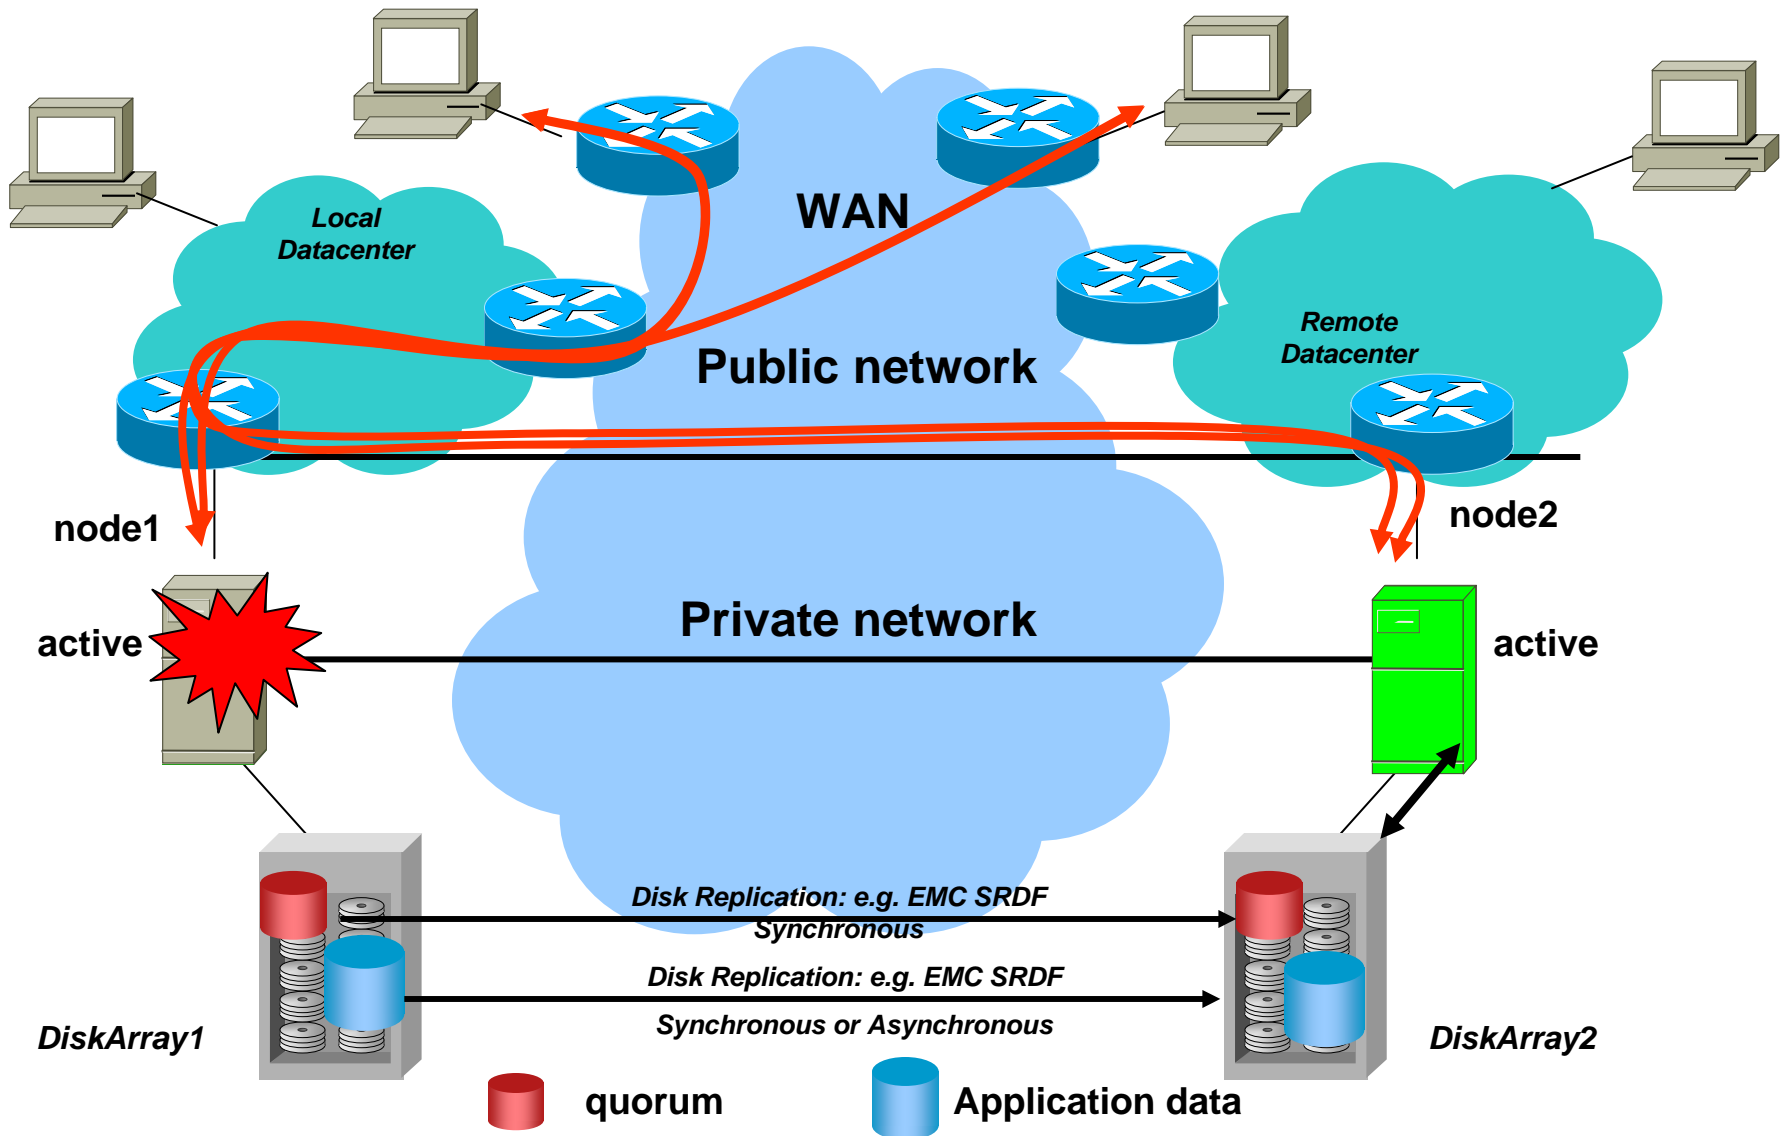 Local
Datacenter
WAN
Remote
Datacenter
Public network
node1
node2
active
Private network
active
Disk Replication: e.g. EMC SRDF
Synchronous
Disk Replication: e.g. EMC SRDF
Synchronous or Asynchronous
DiskArray1
DiskArray2
quorum
Application data